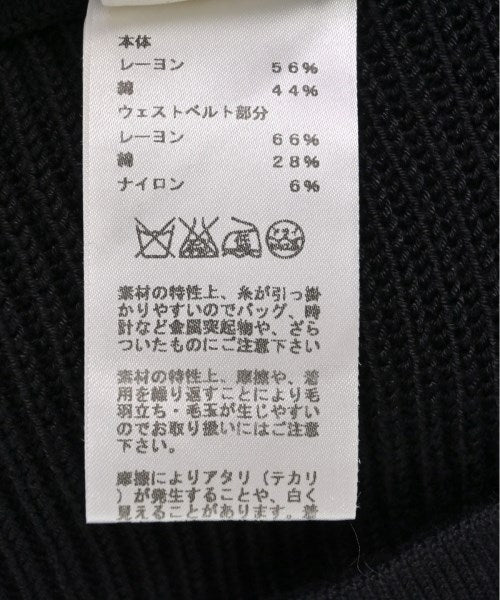 本体
レーヨン 56%
綿 44%
ウェストベルト部分
レーヨン 66%
綿 28%
ナイロン 6%
低 ドライ
素材の特性上、糸が引っ掛
かりやすいのでバッグ、時
計など金属突起物や、ざら
ついたものにご注意下さい
素材の特性上、摩擦や、着
用を繰り返すことにより毛
羽立ち・毛玉が生じやすい
のでお取り扱いにはご注意
下さい。
摩擦によりアタリ（テカリ
）が発生することや、白く
見えることがあります。着